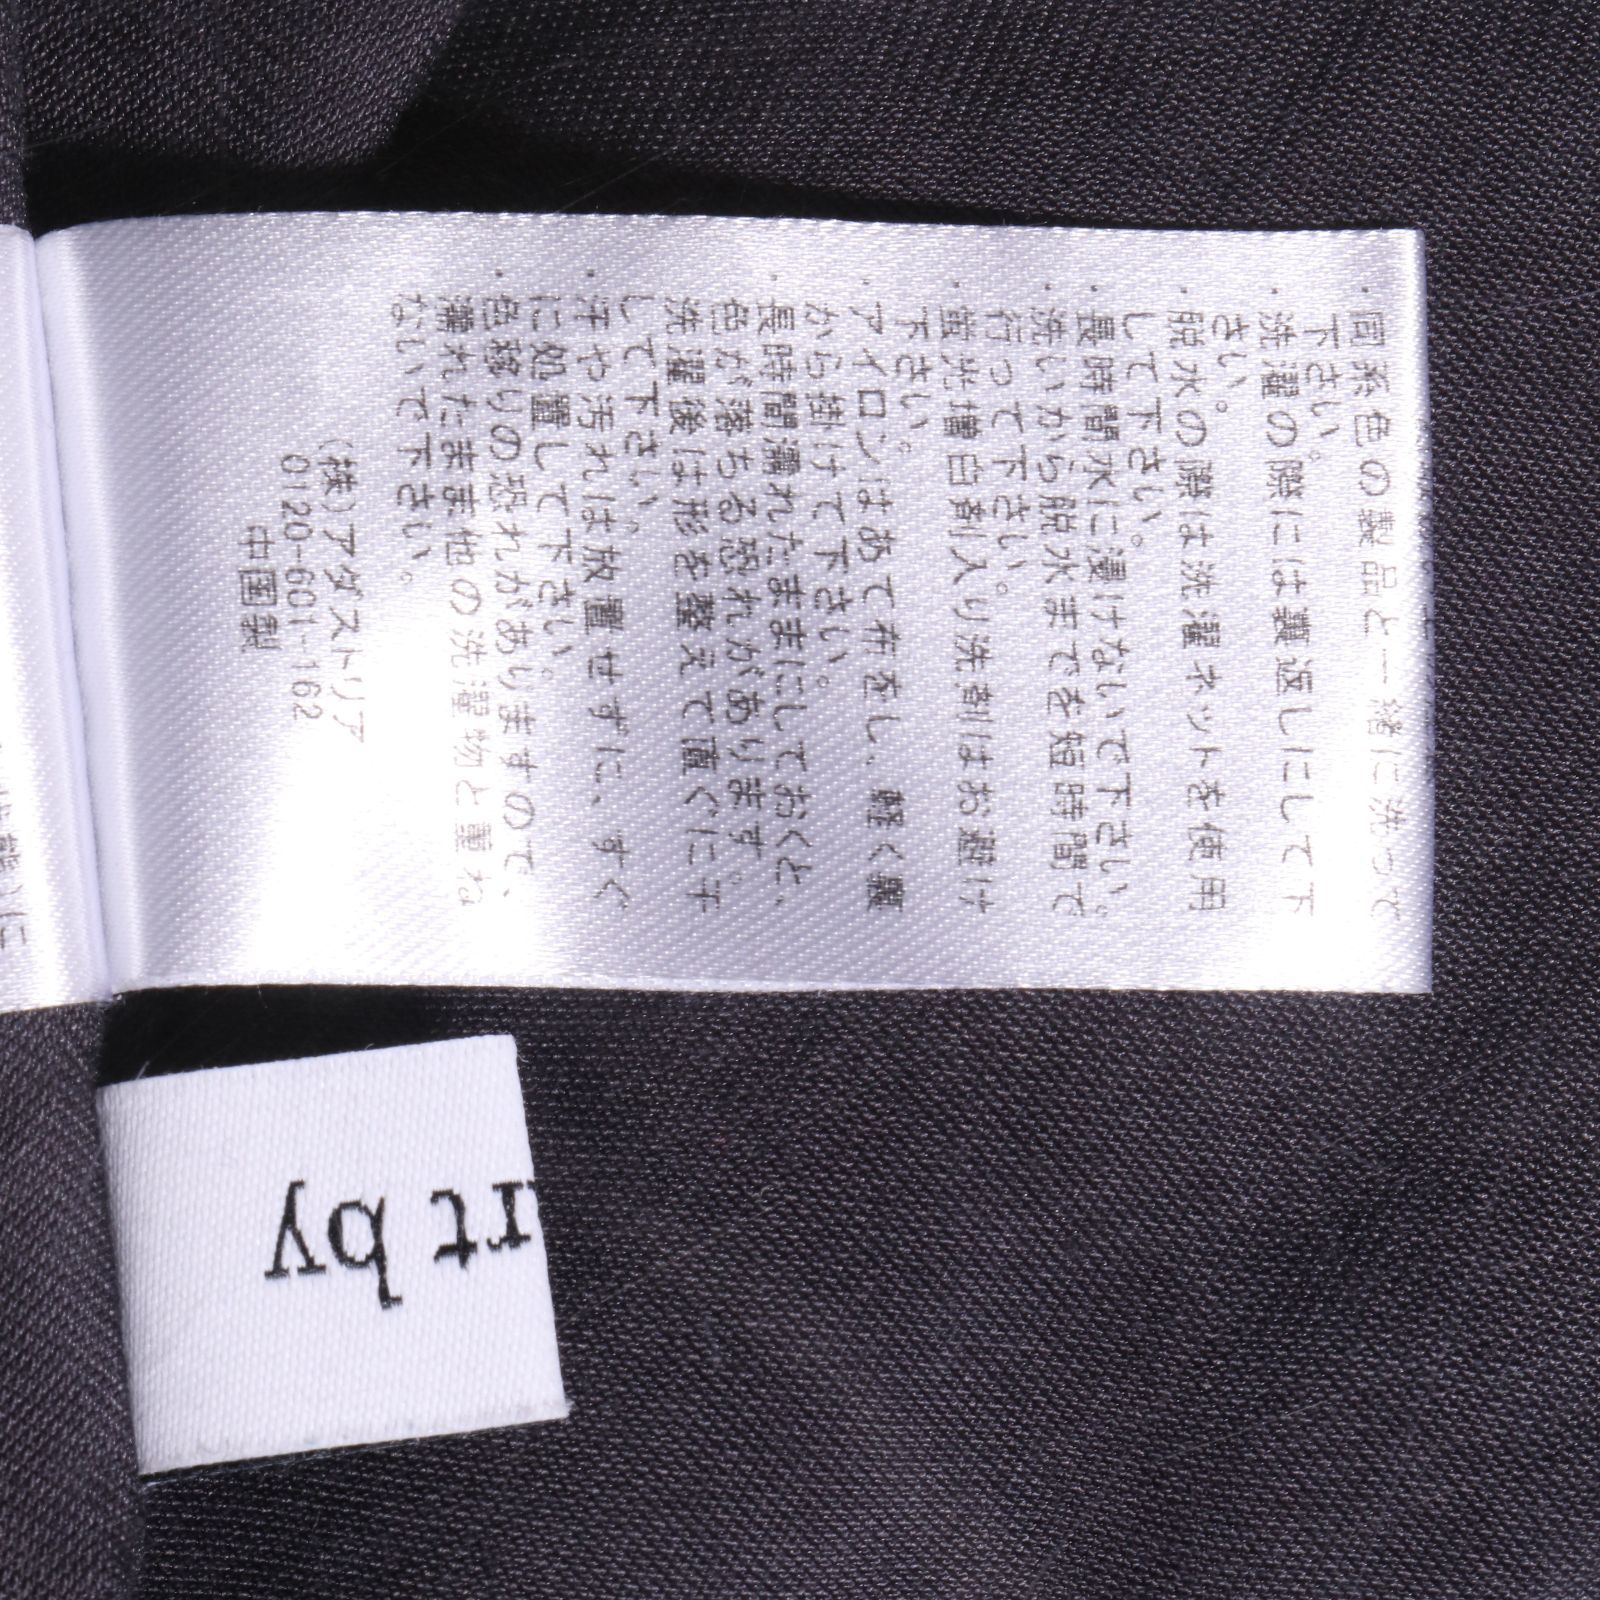 ・同系色の製品と一緒に洗って
下さい。
・洗濯の際には裏返しにして下
さい。
・脱水の際は洗濯ネットを使用
して下さい。
・長時間水に浸けないで下さい。
・洗いから脱水までを短時間で
行って下さい。
・蛍光増白剤入り洗剤はお避け
下さい。
・アイロンはあて布をし、軽く裏
から掛けて下さい。
・長時間濡れたままにしておくと、
色が落ちる恐れがあります。
洗濯後は形を整えて直ぐに干
して下さい。
・汗や汚れは放置せずに、すぐ
に処置して下さい。
・色移りの恐れがありますので、
濡れたまま他の洗濯物と重ね
ないで下さい。
(株)アダストリア
0120-601-162
中国製
rt by